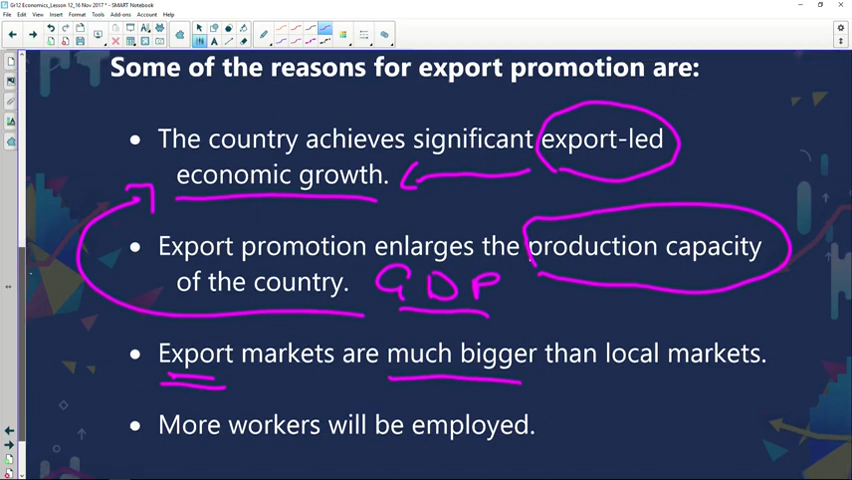 Gr12 Economics_Lesson 12_16 Nov 2017 * - SMART Notebook
File Edit View Insert Format Tools Add-ons Account Help
Some of the reasons for export promotion are:
• The country achieves significant export-led
economic growth.
• Export promotion enlarges the production capacity
of the country. GDP
• Export markets are much bigger than local markets.
• More workers will be employed.